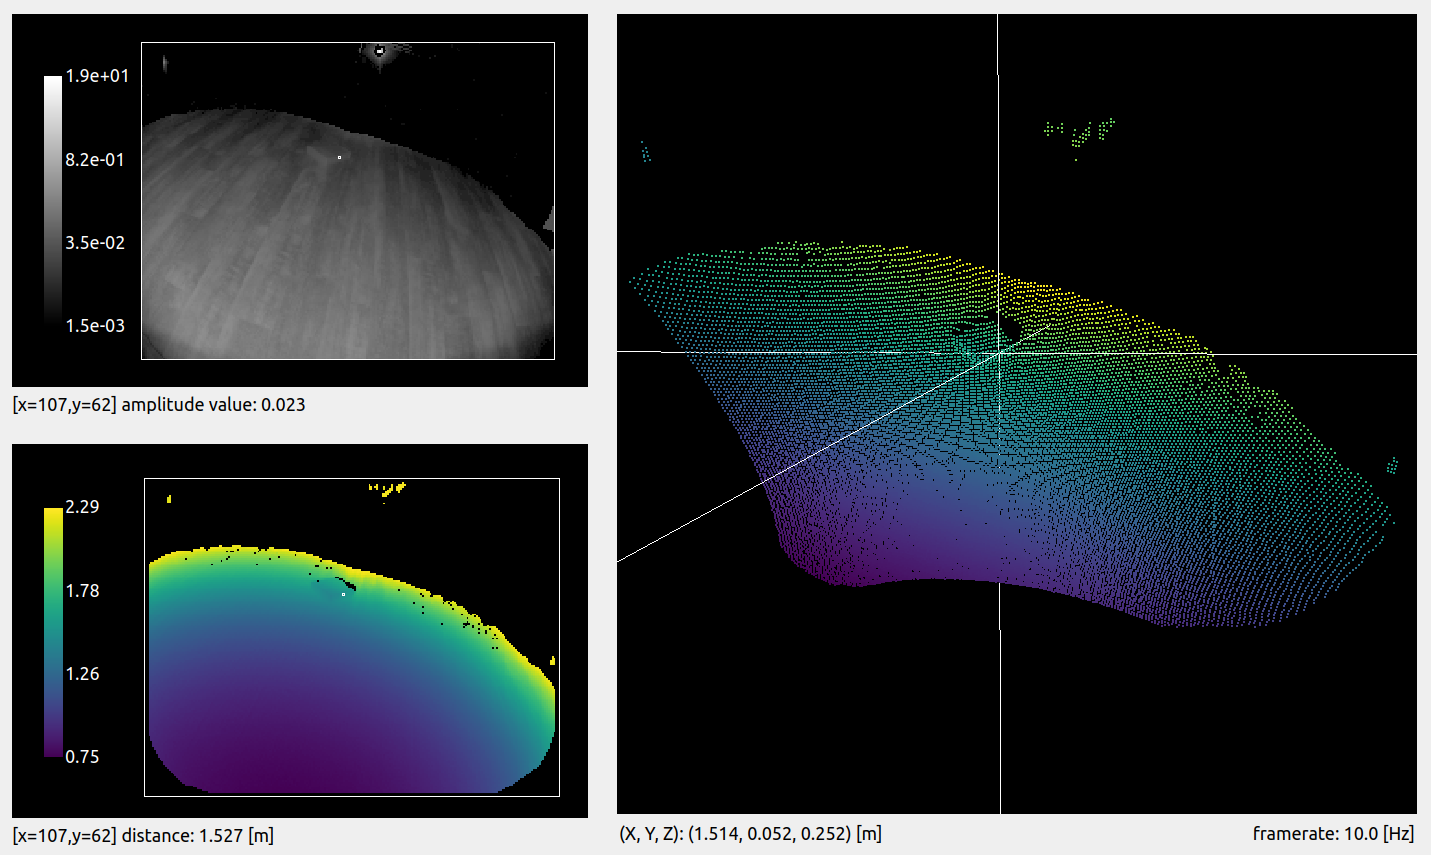 1.9e+01
8.2e-01
3.5e-02
1.5e-03
[x=107,y=62] amplitude value: 0.023
2.29
1.78
1.26
0.75
[x=107,y=62] distance: 1.527 [m]
(X, Y, Z): (1.514, 0.052, 0.252) [m]
framerate: 10.0 [Hz]